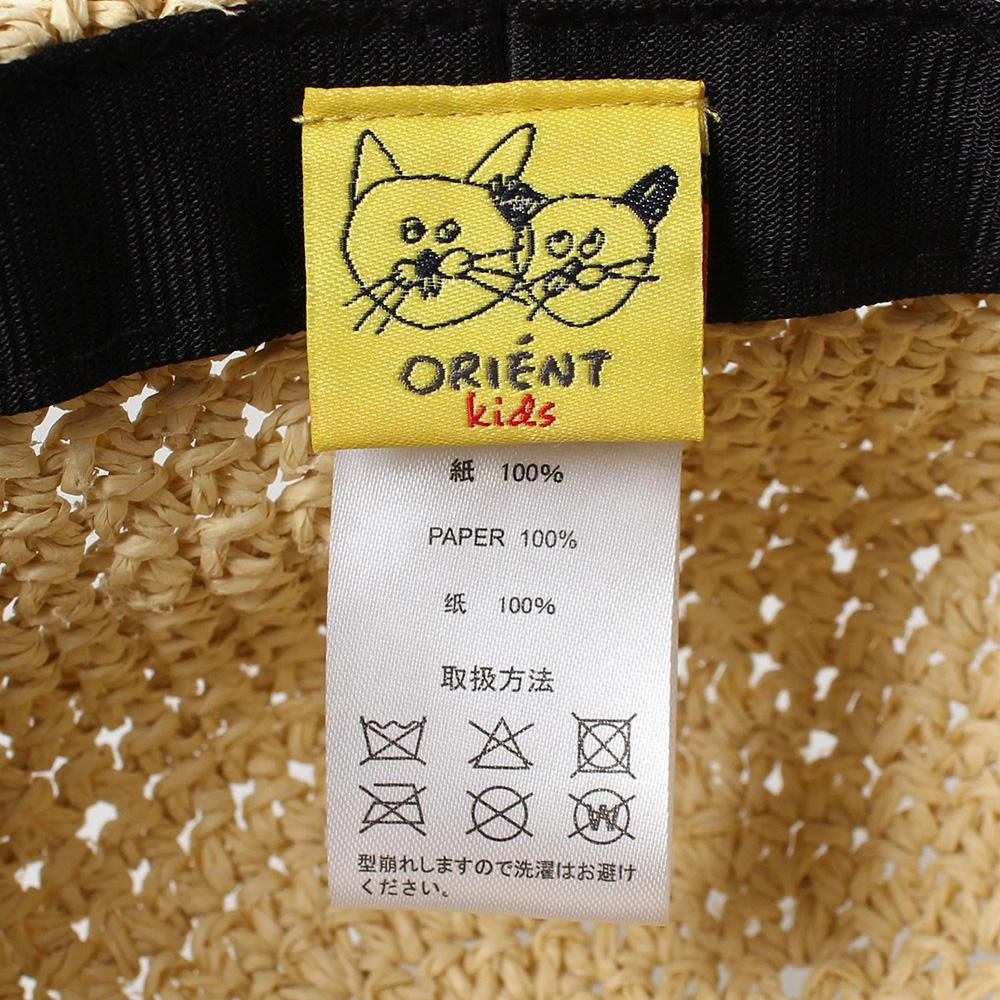 ORIÉNT
kids
紙 100%
PAPER 100%
纸 100%
取扱方法
W
型崩れしますので洗濯はお避け
ください。